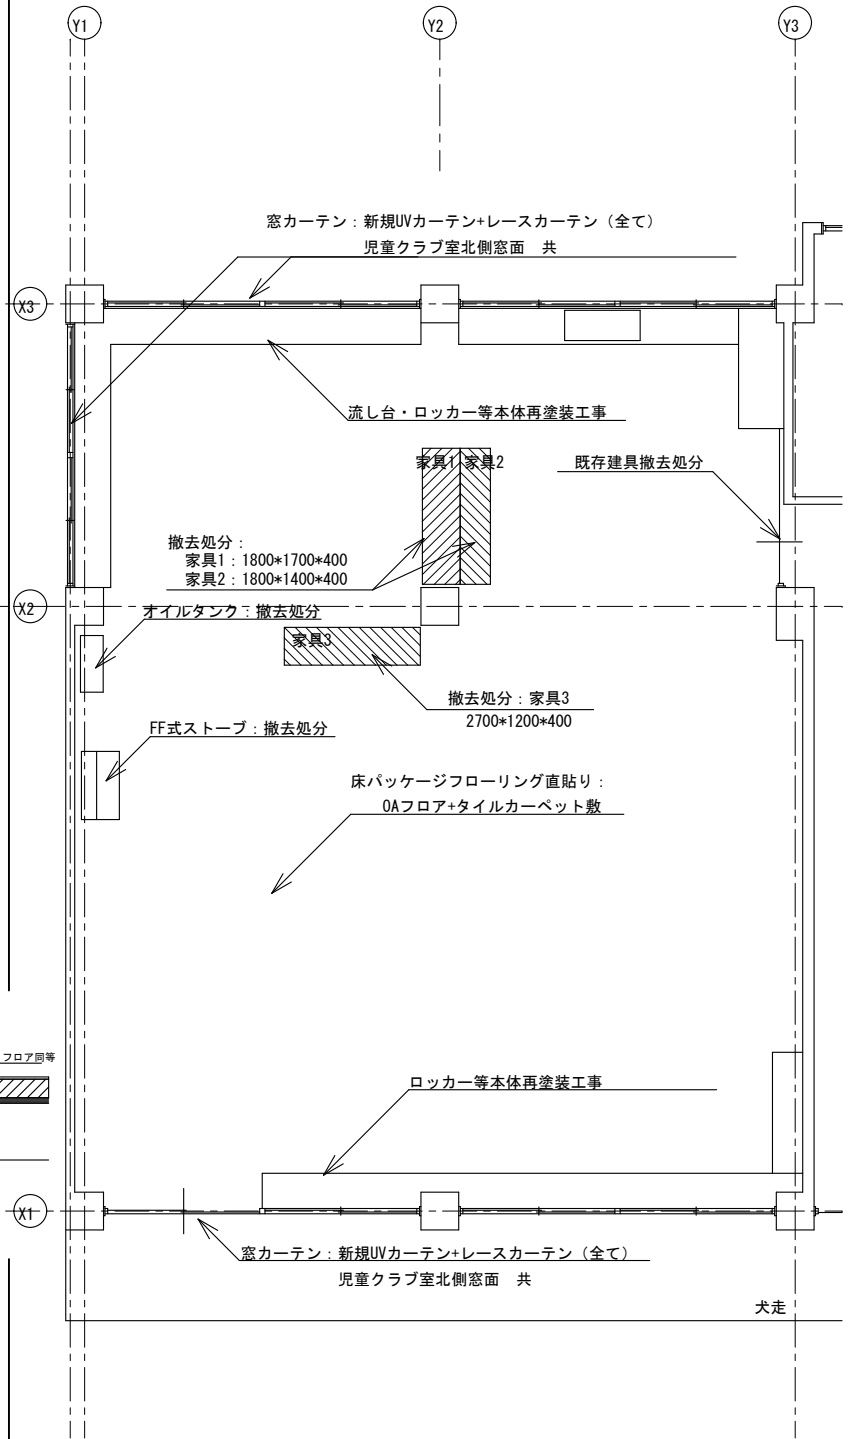 Y1
Y2
Y3
窓カーテン：新規UVカーテン+レースカーテン（全て）
児童クラブ室北側窓面　共
X3
流し台・ロッカー等本体再塗装工事
家具1
家具2
既存建具撤去処分
撤去処分：
家具1：1800*1700*400
家具2：1800*1400*400
X2
オイルタンク：撤去処分
家具3
撤去処分：家具3
2700*1200*400
FF式ストーブ：撤去処分
床パッケージフローリング直貼り：
OAフロア+タイルカーペット敷
フロア同等
ロッカー等本体再塗装工事
X1
窓カーテン：新規UVカーテン+レースカーテン（全て）
児童クラブ室北側窓面　共
犬走